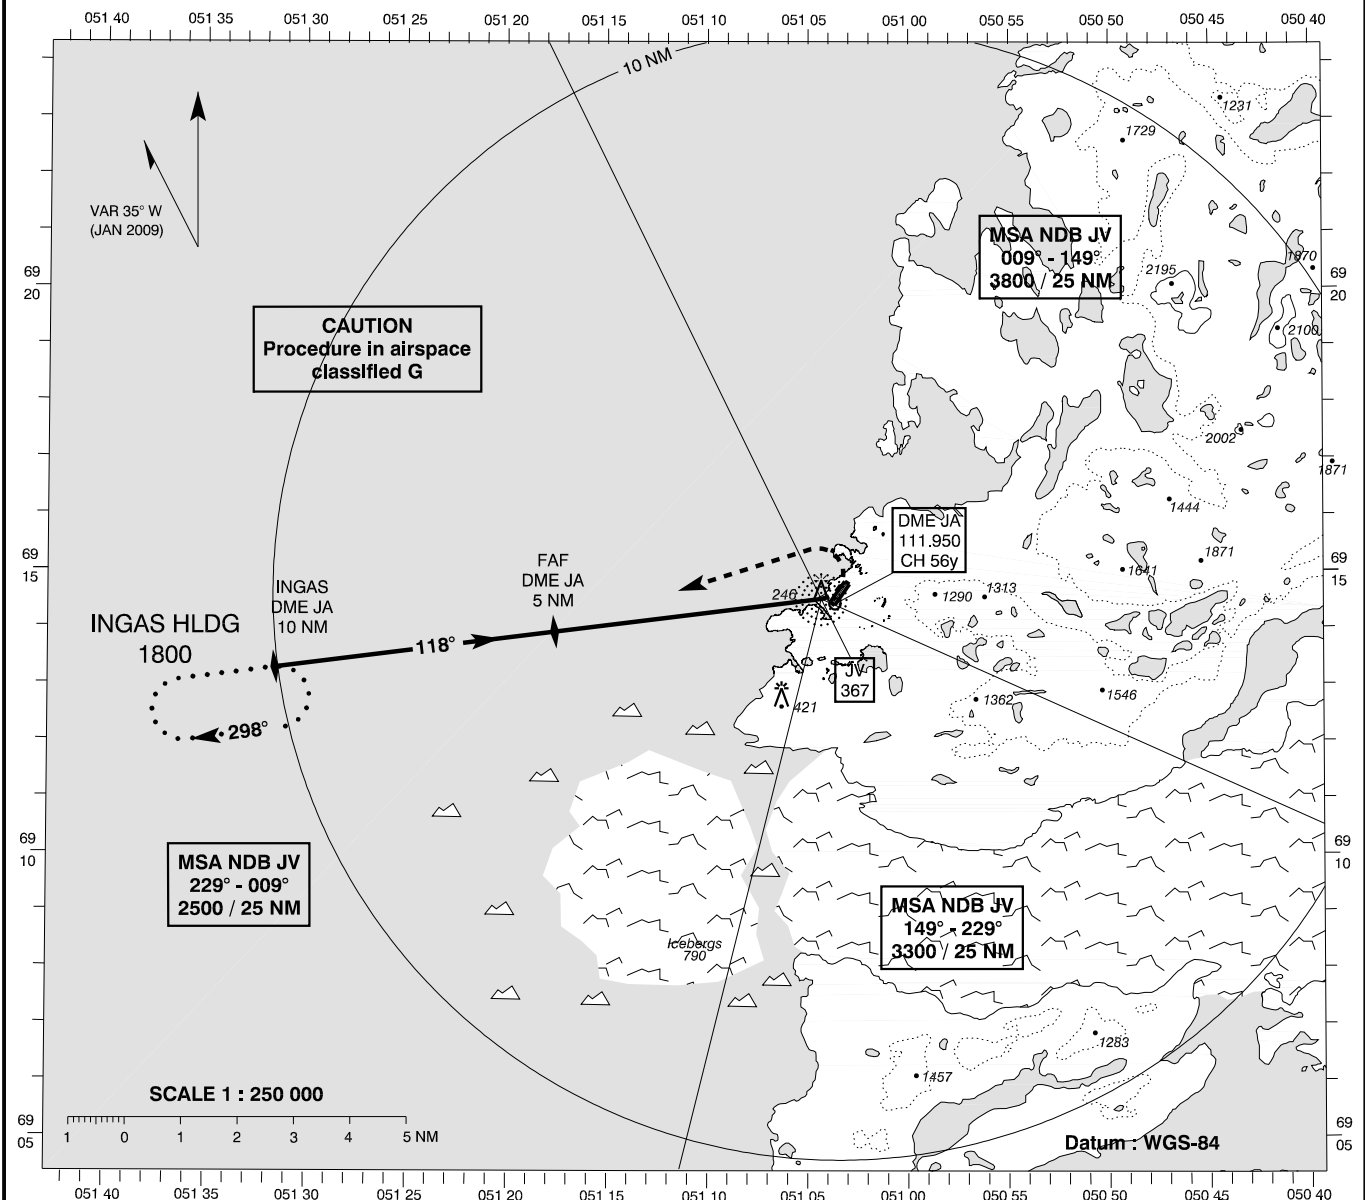 051 40 051 35 051 30 051 25 051 20 051 15 051 10 051 05 051 00 050 55 050 50 050 45 050 40
10 NM
1231
1729
VAR 35° W
(JAN 2009)
MSA NDB JV
009° - 149°
3800 / 25 NM
1870
2195
69
20
69
20
2100
CAUTION
Procedure in airspace
classified G
2002
1871
1444
DME JA
111.950
CH 56y
69
15
69
15
1871
1641
FAF
DME JA
5 NM
INGAS
DME JA
10 NM
246
1290
1313
INGAS HLDG
1800
118°
JV
367
1546
1362
421
298°
69
10
69
10
MSA NDB JV
229° - 009°
2500 / 25 NM
MSA NDB JV
149° - 229°
3300 / 25 NM
Icebergs
790
1283
1457
SCALE 1 : 250 000
1 0 1 2 3 4 5 NM
69
05
69
05
Datum : WGS-84
051 40 051 35 051 30 051 25 051 20 051 15 051 10 051 05 051 00 050 55 050 50 050 45 050 40